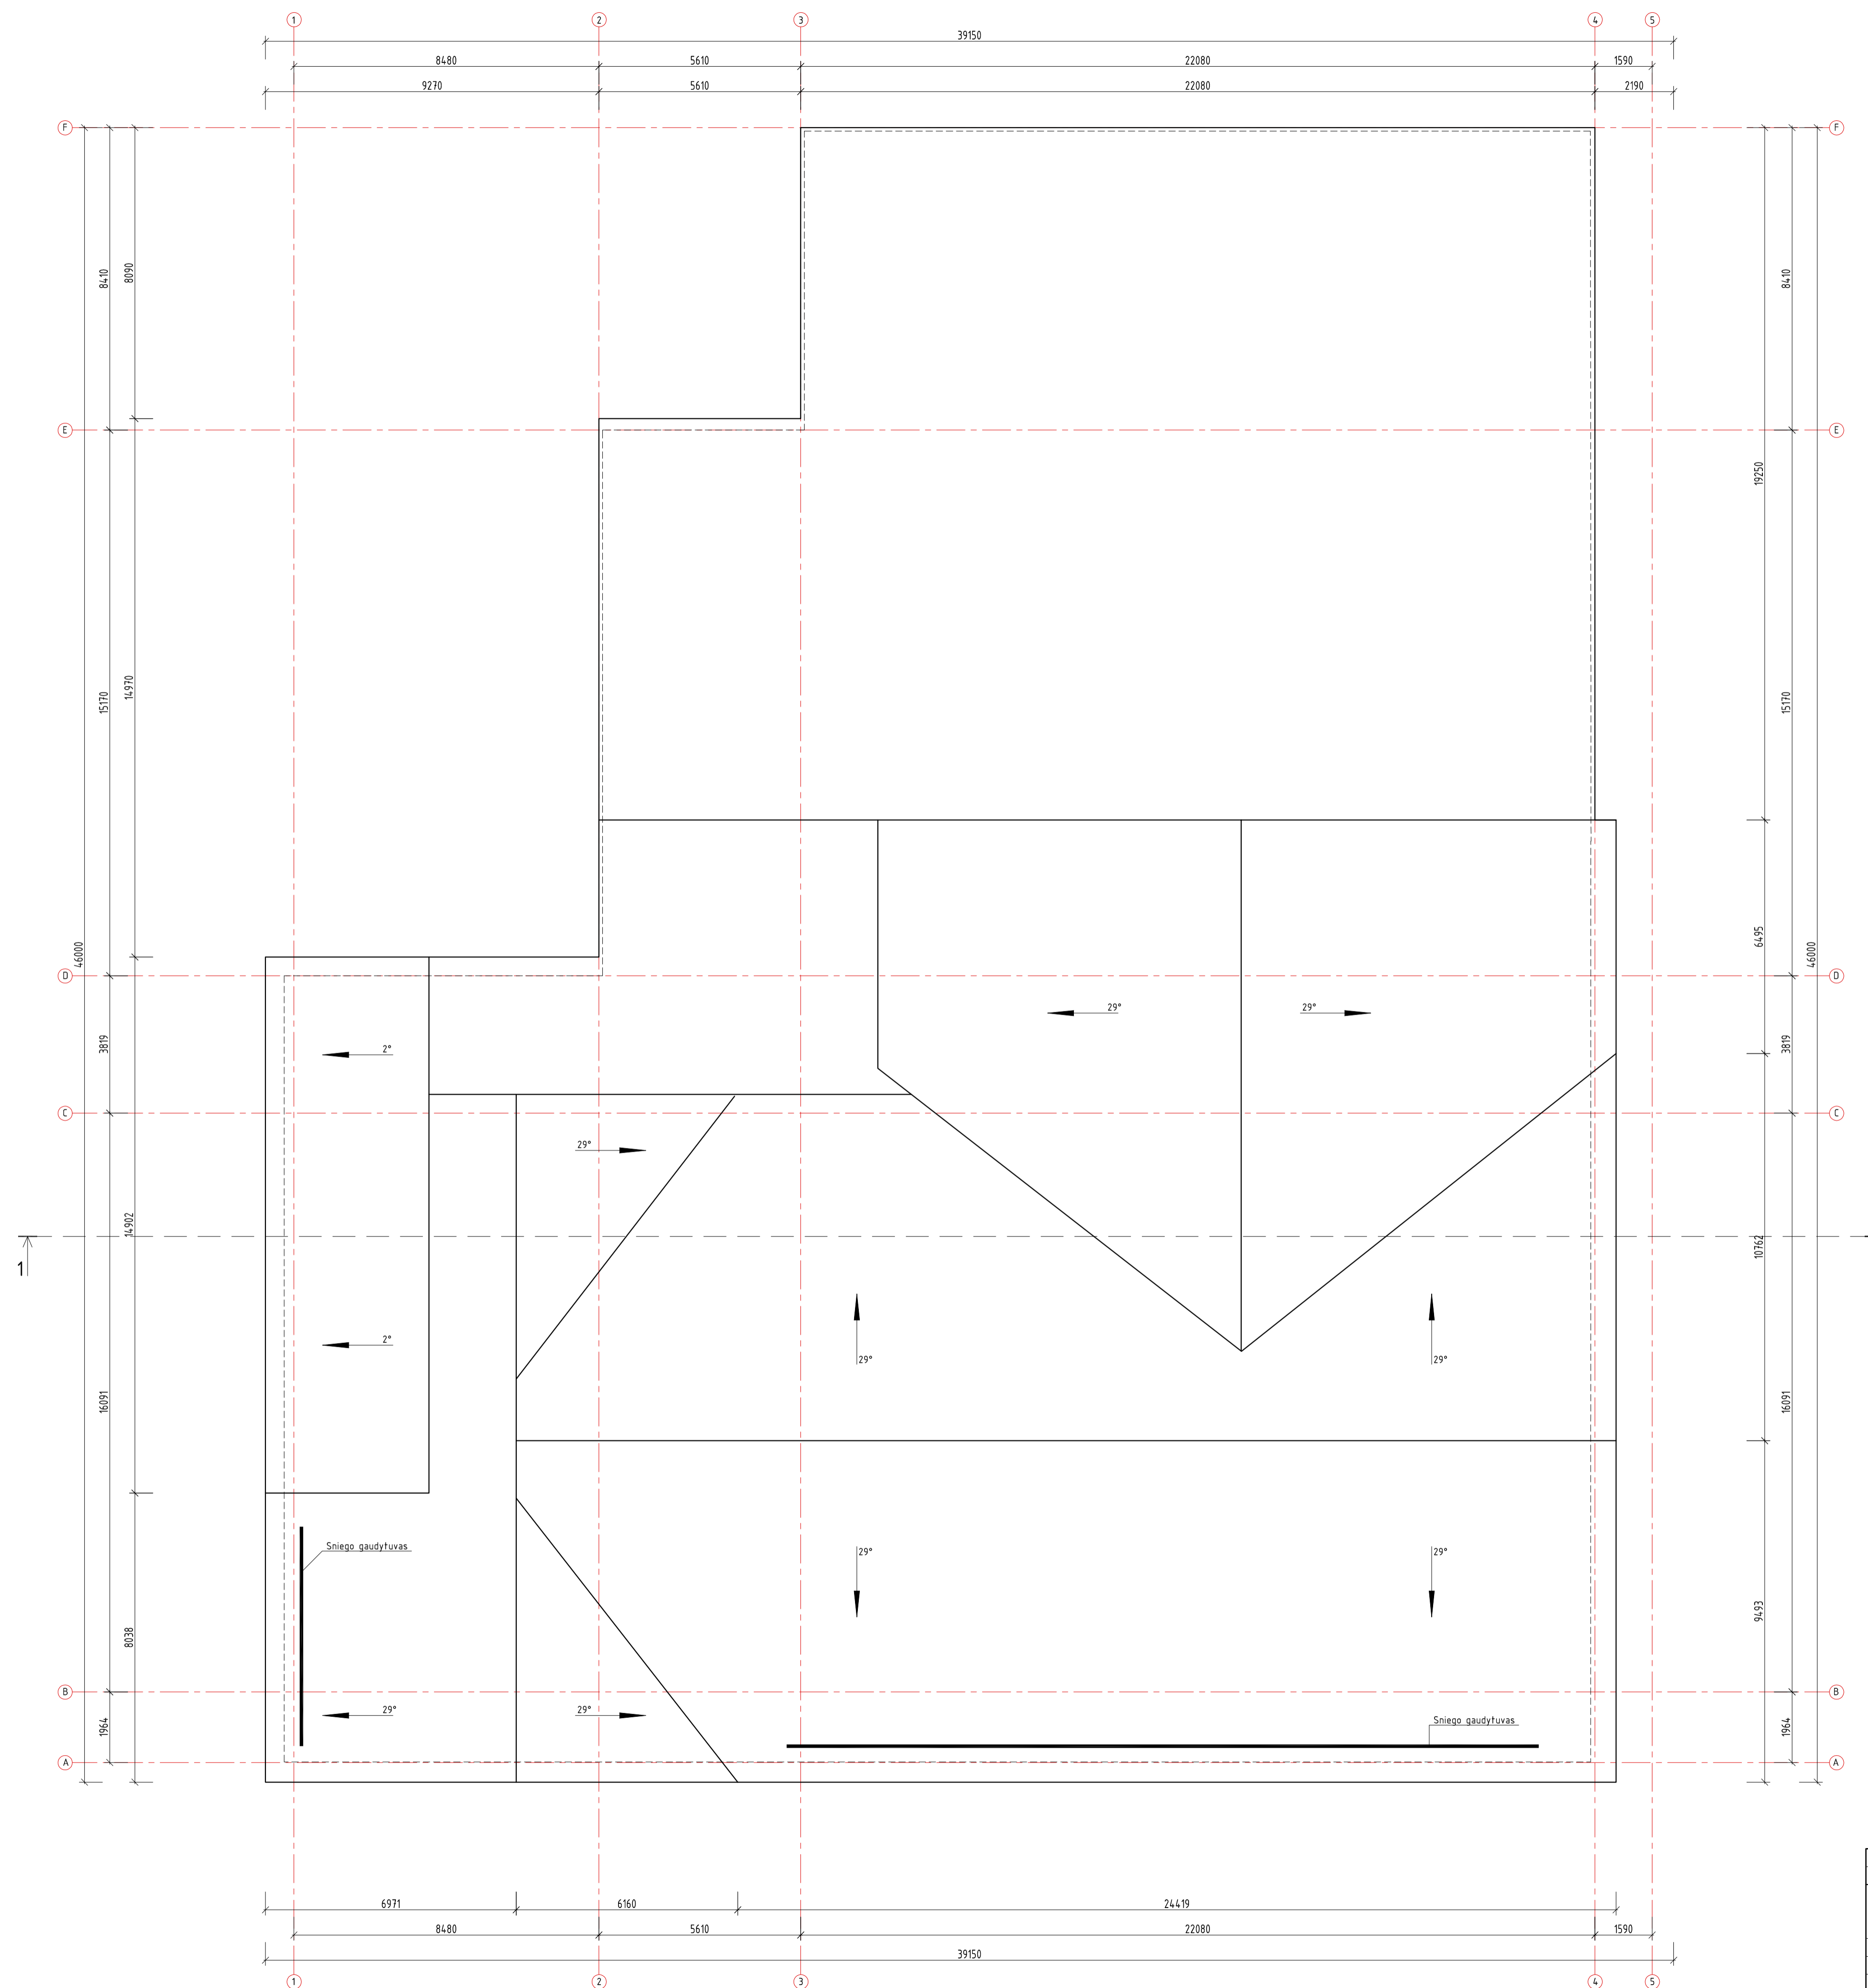 1 2 3 4 5
39150
8480 5610 22080 1590
9270 5610 22080 2190
F F
8410 8090 8410
E E
19250
15170 14970 15170
46000 6495 46000
D D
29° 29°
3819 2° 3819
C C
29°
14902 10762
1
2° 29° 29°
16091 16091
Sniego gaudytuvas 29° 29°
8038 9493
B B
1964 29° 29° Sniego gaudytuvas 1964
A A
6971 6160 24419
8480 5610 22080 1590
39150
1 2 3 4 5